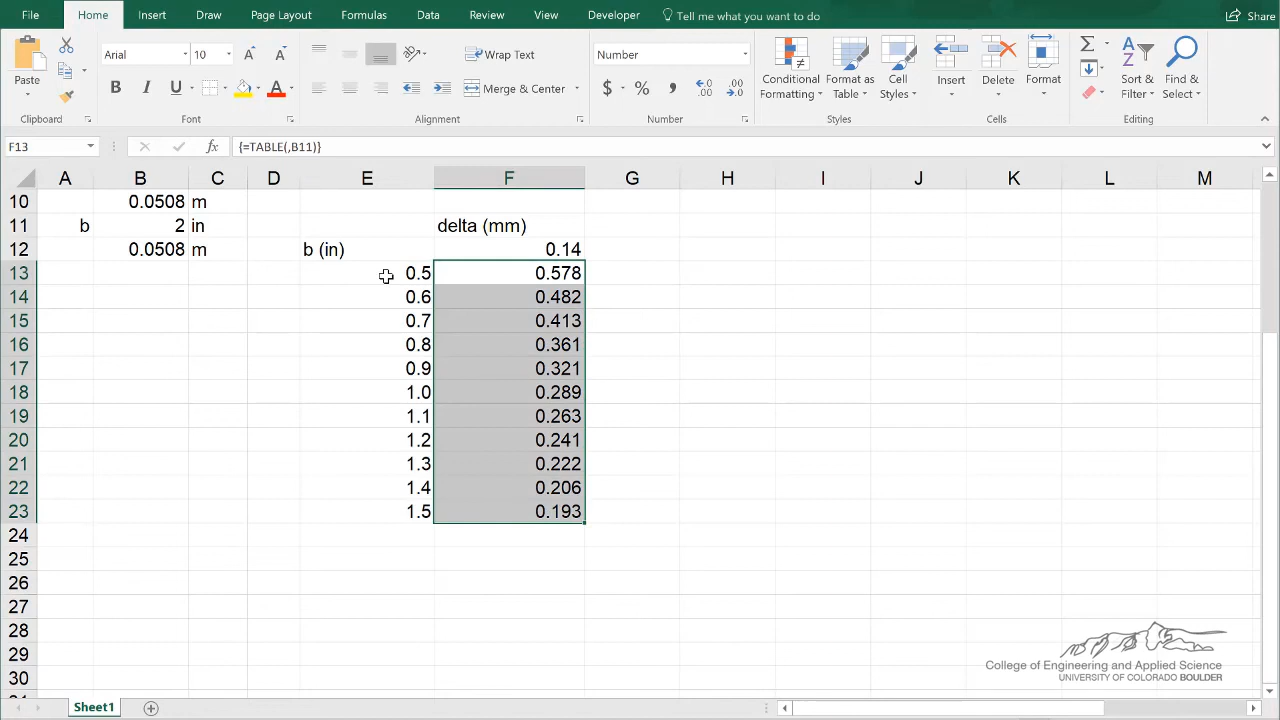 File Home Insert Draw Page Layout Formulas Data Review View Developer Tell me what you want to do Share
Paste Arial 10 Wrap Text Number Conditional Formatting Format as Table Cell Styles Insert Delete Format Sort & Filter Find & Select
B I U A Merge & Center $ %
Clipboard Font Alignment Number Styles Cells Editing
F13 fx {=TABLE(,B11)}
A B C D E F G H I J K L M
10 0.0508 m
11 b 2 in delta (mm)
12 0.0508 m b (in) 0.14
13 0.5 0.578
14 0.6 0.482
15 0.7 0.413
16 0.8 0.361
17 0.9 0.321
18 1.0 0.289
19 1.1 0.263
20 1.2 0.241
21 1.3 0.222
22 1.4 0.206
23 1.5 0.193
24
25
26
27
28
29
30
College of Engineering and Applied Science
UNIVERSITY OF COLORADO BOULDER
Sheet1